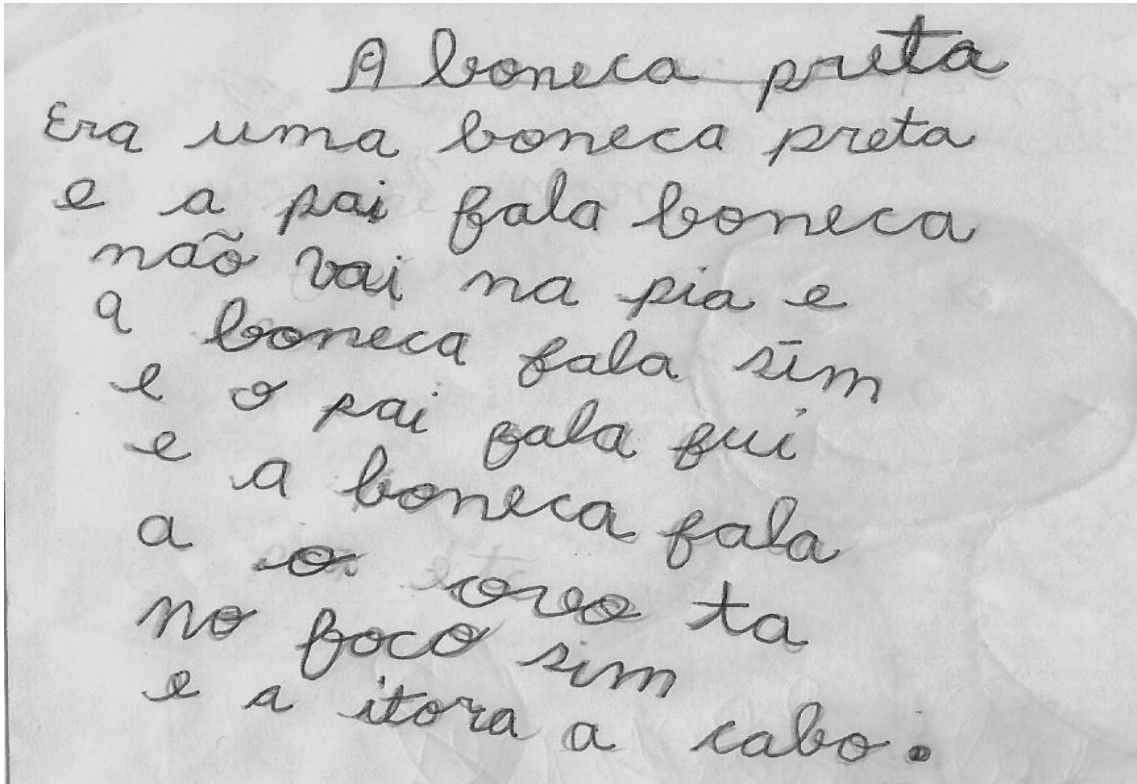 A boneca preta
Era uma boneca preta
e a pai fala boneca
não vai na pia e
a boneca fala sim
e o pai fala fui
e a boneca fala
a o ovo ta
no foco sim
e a itora a cabo.